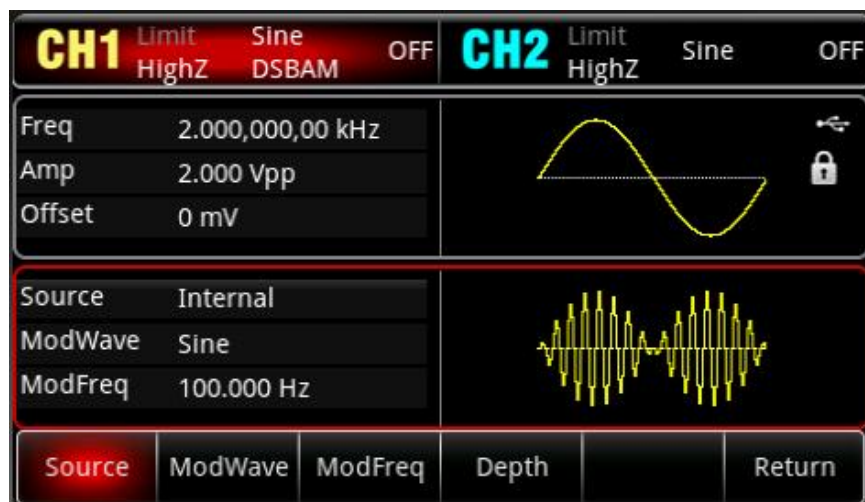 CH1 Limit Sine OFF CH2 Limit Sine OFF
HighZ DSBAM HighZ
Freq 2.000,000,00 kHz
Amp 2.000 Vpp
Offset 0 mV
Source Internal
ModWave Sine
ModFreq 100.000 Hz
Source ModWave ModFreq Depth Return